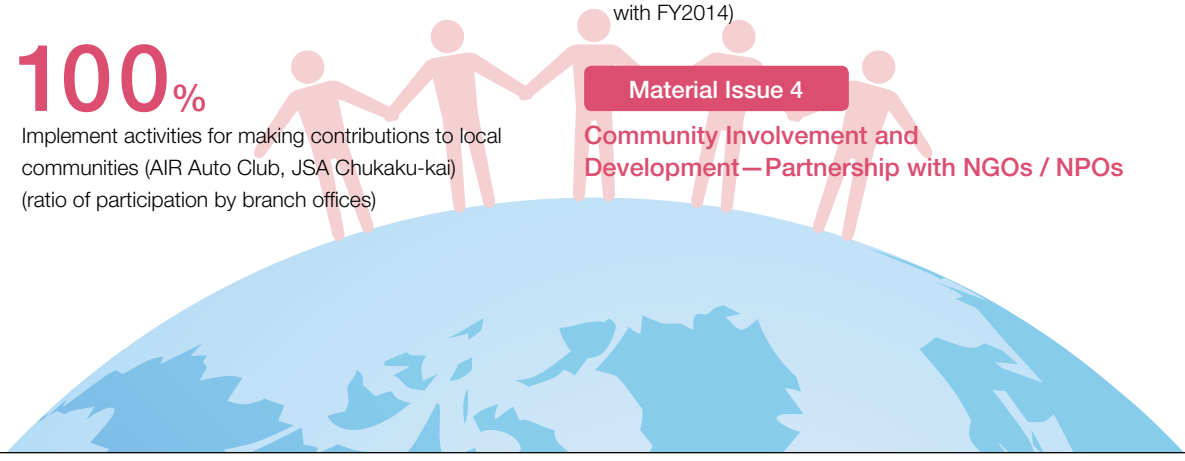 with FY2014)
100%
Implement activities for making contributions to local
communities (AIR Auto Club, JSA Chukaku-kai)
(ratio of participation by branch offices)
Material Issue 4
Community Involvement and
Development—Partnership with NGOs / NPOs